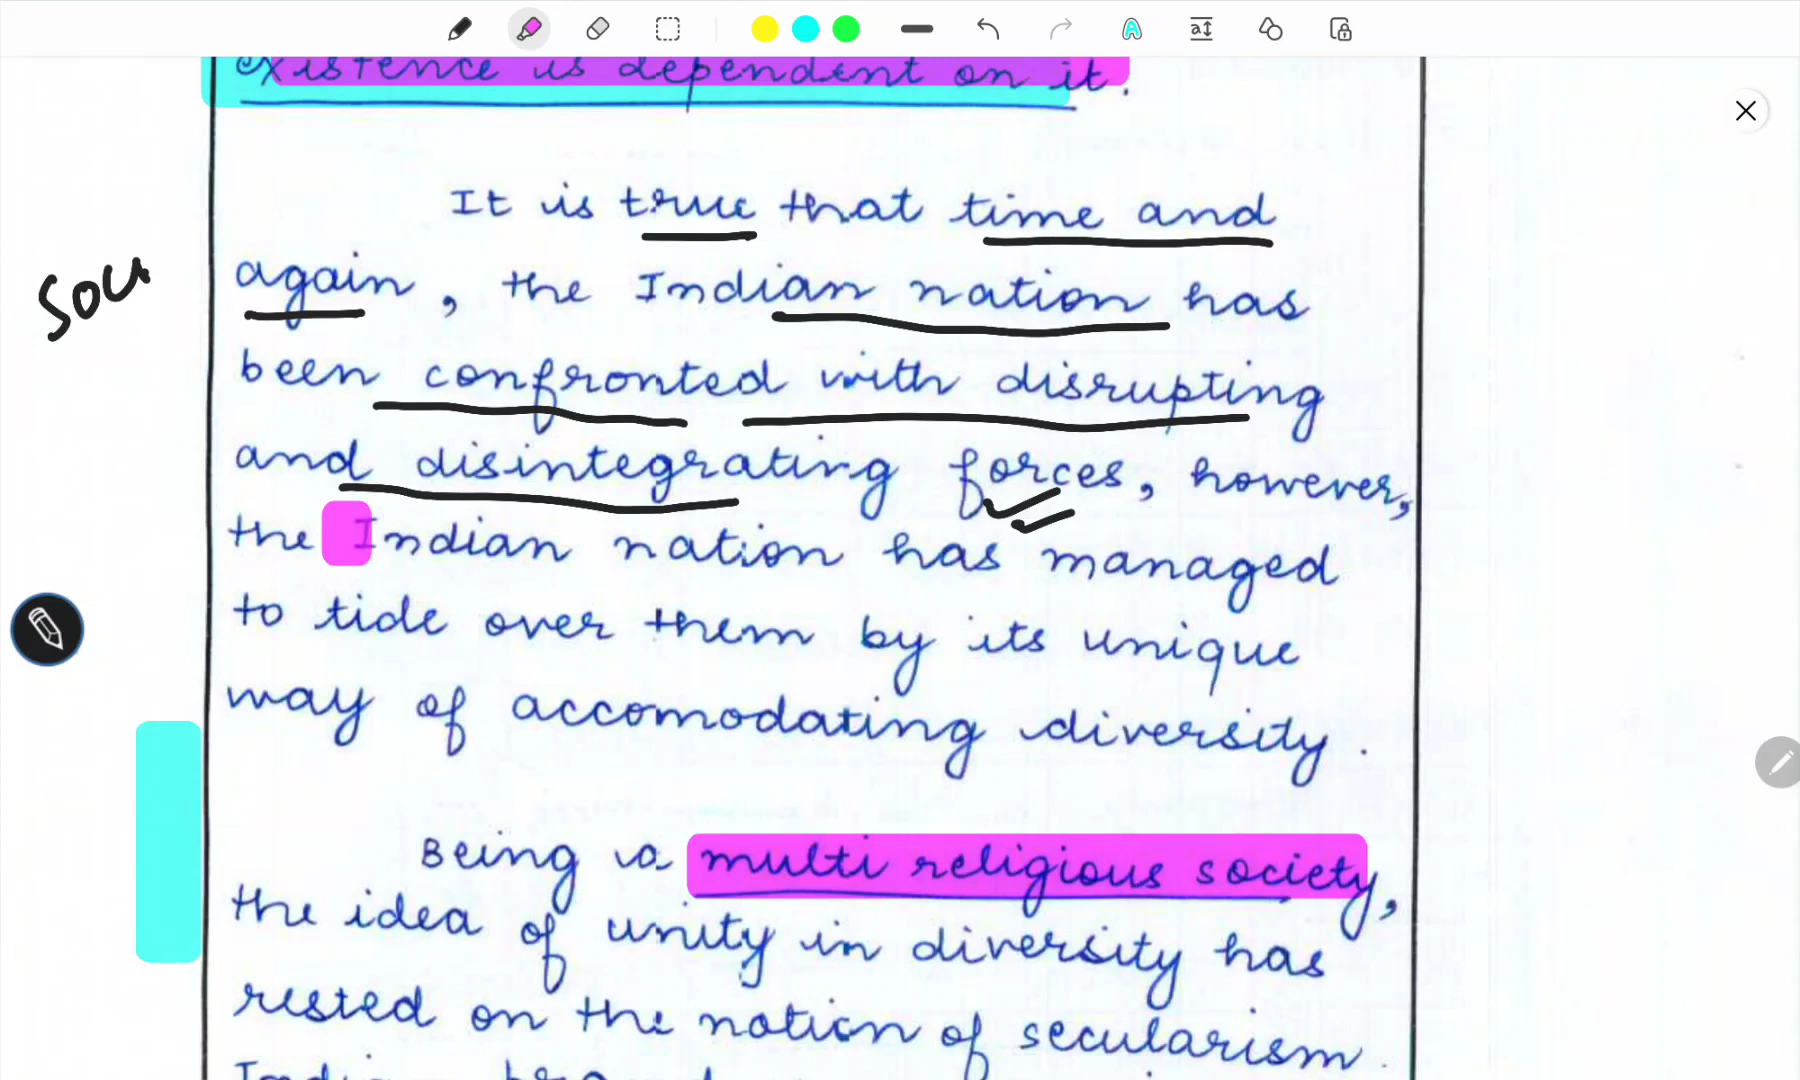 existence is dependent on it.
It is true that time and
again, the Indian nation has
been confronted with disrupting
and disintegrating forces, however,
the Indian nation has managed
to tide over them by its unique
way of accomodating diversity.
Being a multi religious society,
the idea of unity in diversity has
rested on the notion of secularism.
Sou